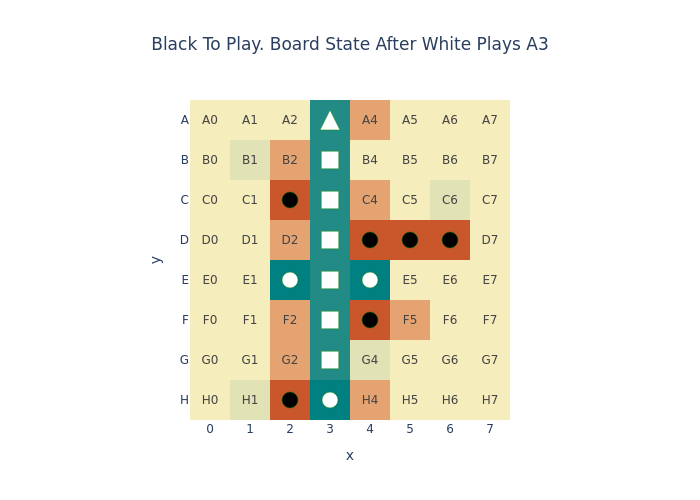 Black To Play. Board State After White Plays A3
A A0 A1 A2 A4 A5 A6 A7
B B0 B1 B2 B4 B5 B6 B7
C C0 C1 C4 C5 C6 C7
D D0 D1 D2 D7
E E0 E1 E5 E6 E7
F F0 F1 F2 F5 F6 F7
G G0 G1 G2 G4 G5 G6 G7
H H0 H1 H4 H5 H6 H7
0 1 2 3 4 5 6 7
x
y